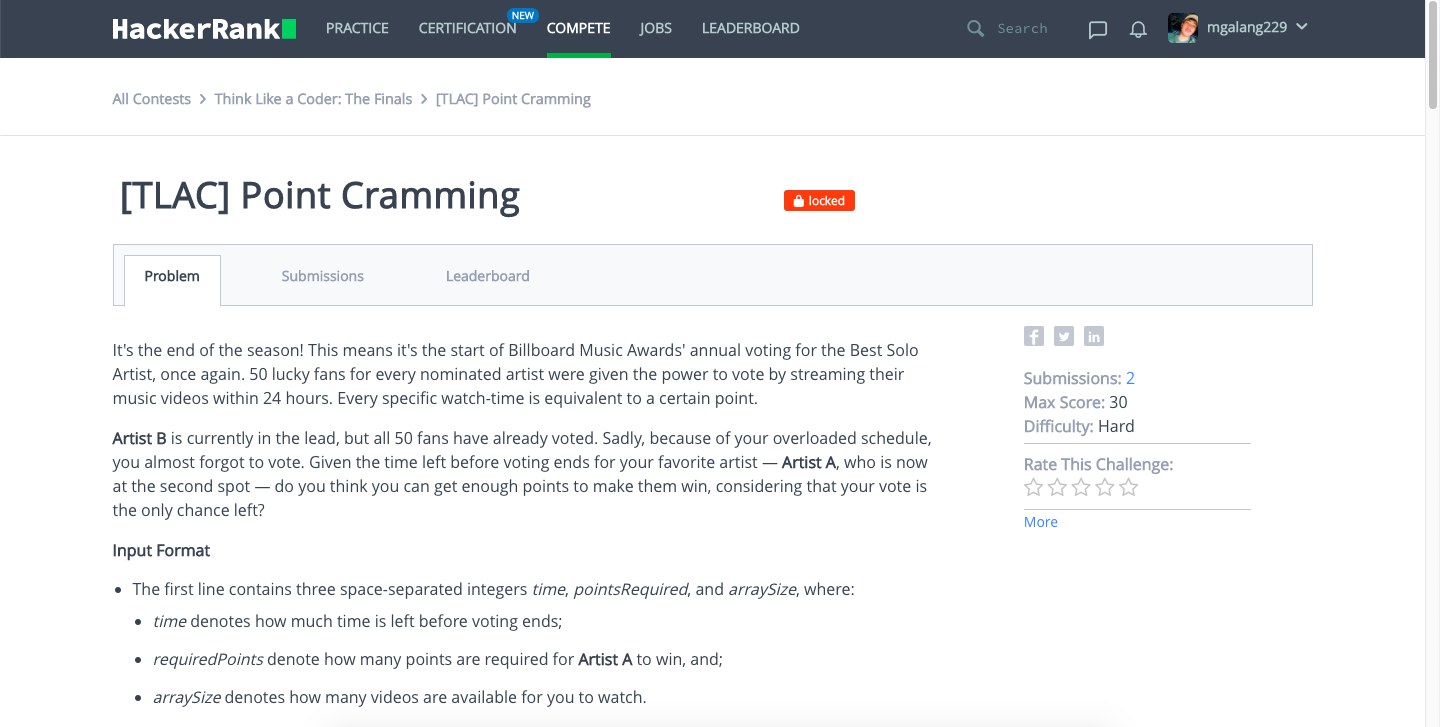 HackerRank PRACTICE CERTIFICATION NEW COMPETE JOBS LEADERBOARD Search mgalang229
All Contests > Think Like a Coder: The Finals > [TLAC] Point Cramming
[TLAC] Point Cramming locked
Problem Submissions Leaderboard
It's the end of the season! This means it's the start of Billboard Music Awards' annual voting for the Best Solo
Artist, once again. 50 lucky fans for every nominated artist were given the power to vote by streaming their
music videos within 24 hours. Every specific watch-time is equivalent to a certain point.
Artist B is currently in the lead, but all 50 fans have already voted. Sadly, because of your overloaded schedule,
you almost forgot to vote. Given the time left before voting ends for your favorite artist — Artist A, who is now
at the second spot — do you think you can get enough points to make them win, considering that your vote is
the only chance left?
Input Format
• The first line contains three space-separated integers time, pointsRequired, and arraySize, where:
• time denotes how much time is left before voting ends;
• requiredPoints denote how many points are required for Artist A to win, and;
• arraySize denotes how many videos are available for you to watch.
f in
Submissions: 2
Max Score: 30
Difficulty: Hard
Rate This Challenge:
More